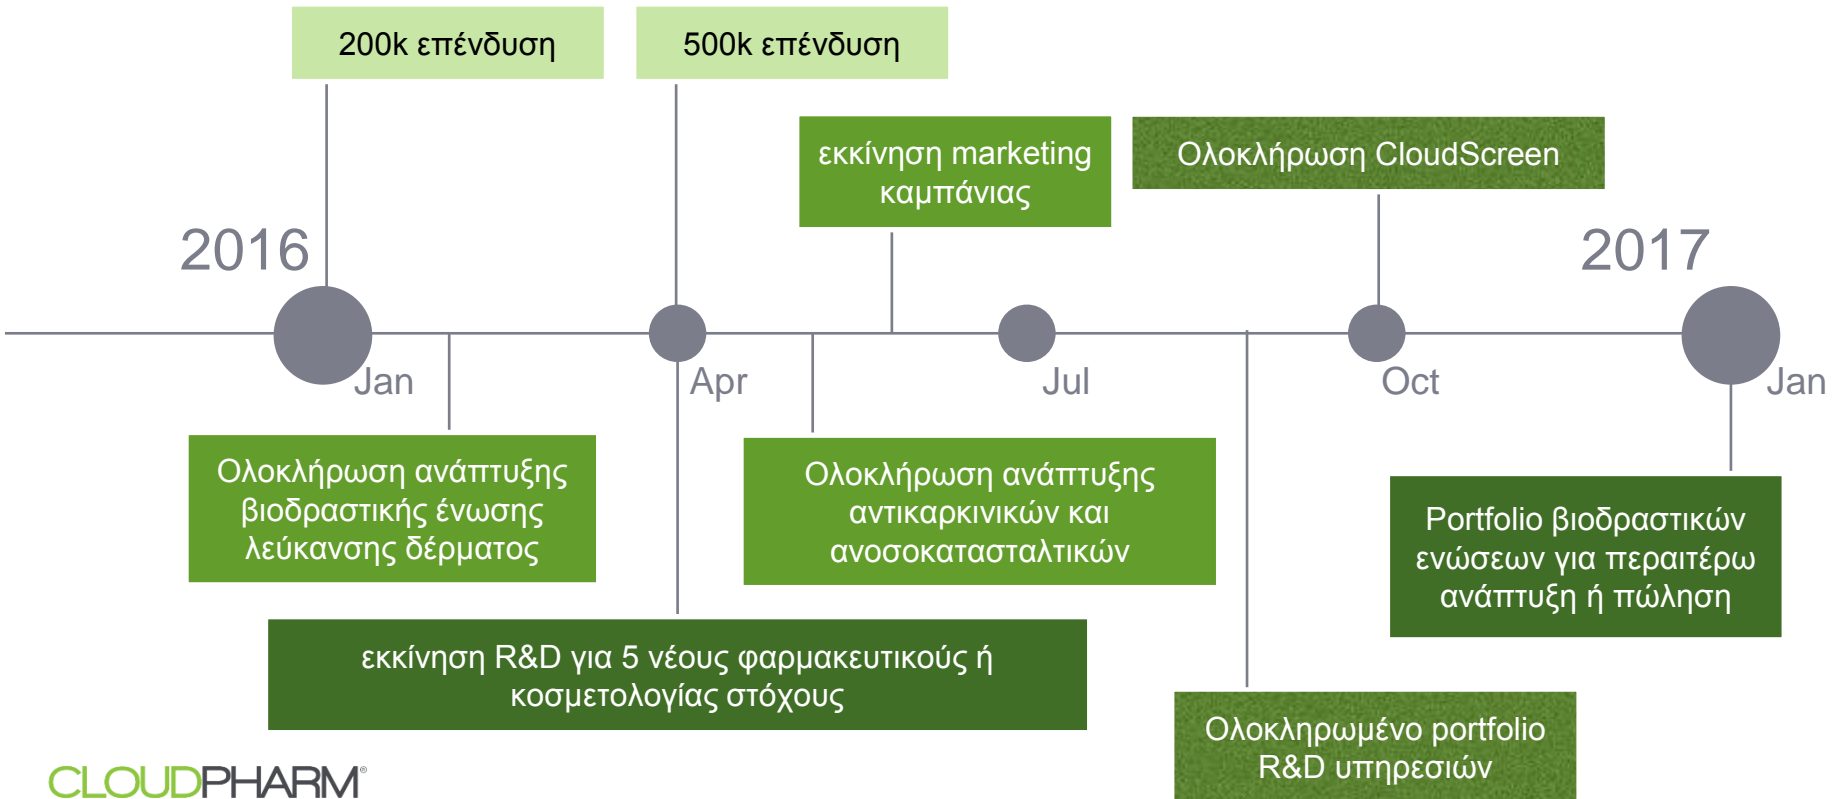 200k επένδυση
500k επένδυση
εκκίνηση marketing
καμπάνιας
Ολοκλήρωση CloudScreen
2016
2017
Jan
Apr
Jul
Oct
Jan
Ολοκλήρωση ανάπτυξης
βιοδραστικής ένωσης
λεύκανσης δέρματος
Ολοκλήρωση ανάπτυξης
αντικαρκινικών και
ανοσοκατασταλτικών
Portfolio βιοδραστικών
ενώσεων για περαιτέρω
ανάπτυξη ή πώληση
εκκίνηση R&D για 5 νέους φαρμακευτικούς ή
κοσμετολογίας στόχους
Ολοκληρωμένο portfolio
R&D υπηρεσιών
CLOUDPHARM®